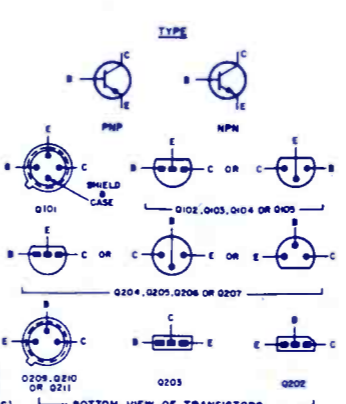 TYPE
C C
B B
E E
PNP NPN
E E E
B C B C OR C B
SHIELD
&
CASE
Q101 Q102, Q103, Q104 OR Q105
E B B
B C OR C E OR E C
Q204, Q205, Q206 OR Q207
B C B
E C B E E C
Q209, Q210
OR Q211
Q203 Q202
BOTTOM VIEW OF TRANSISTORS